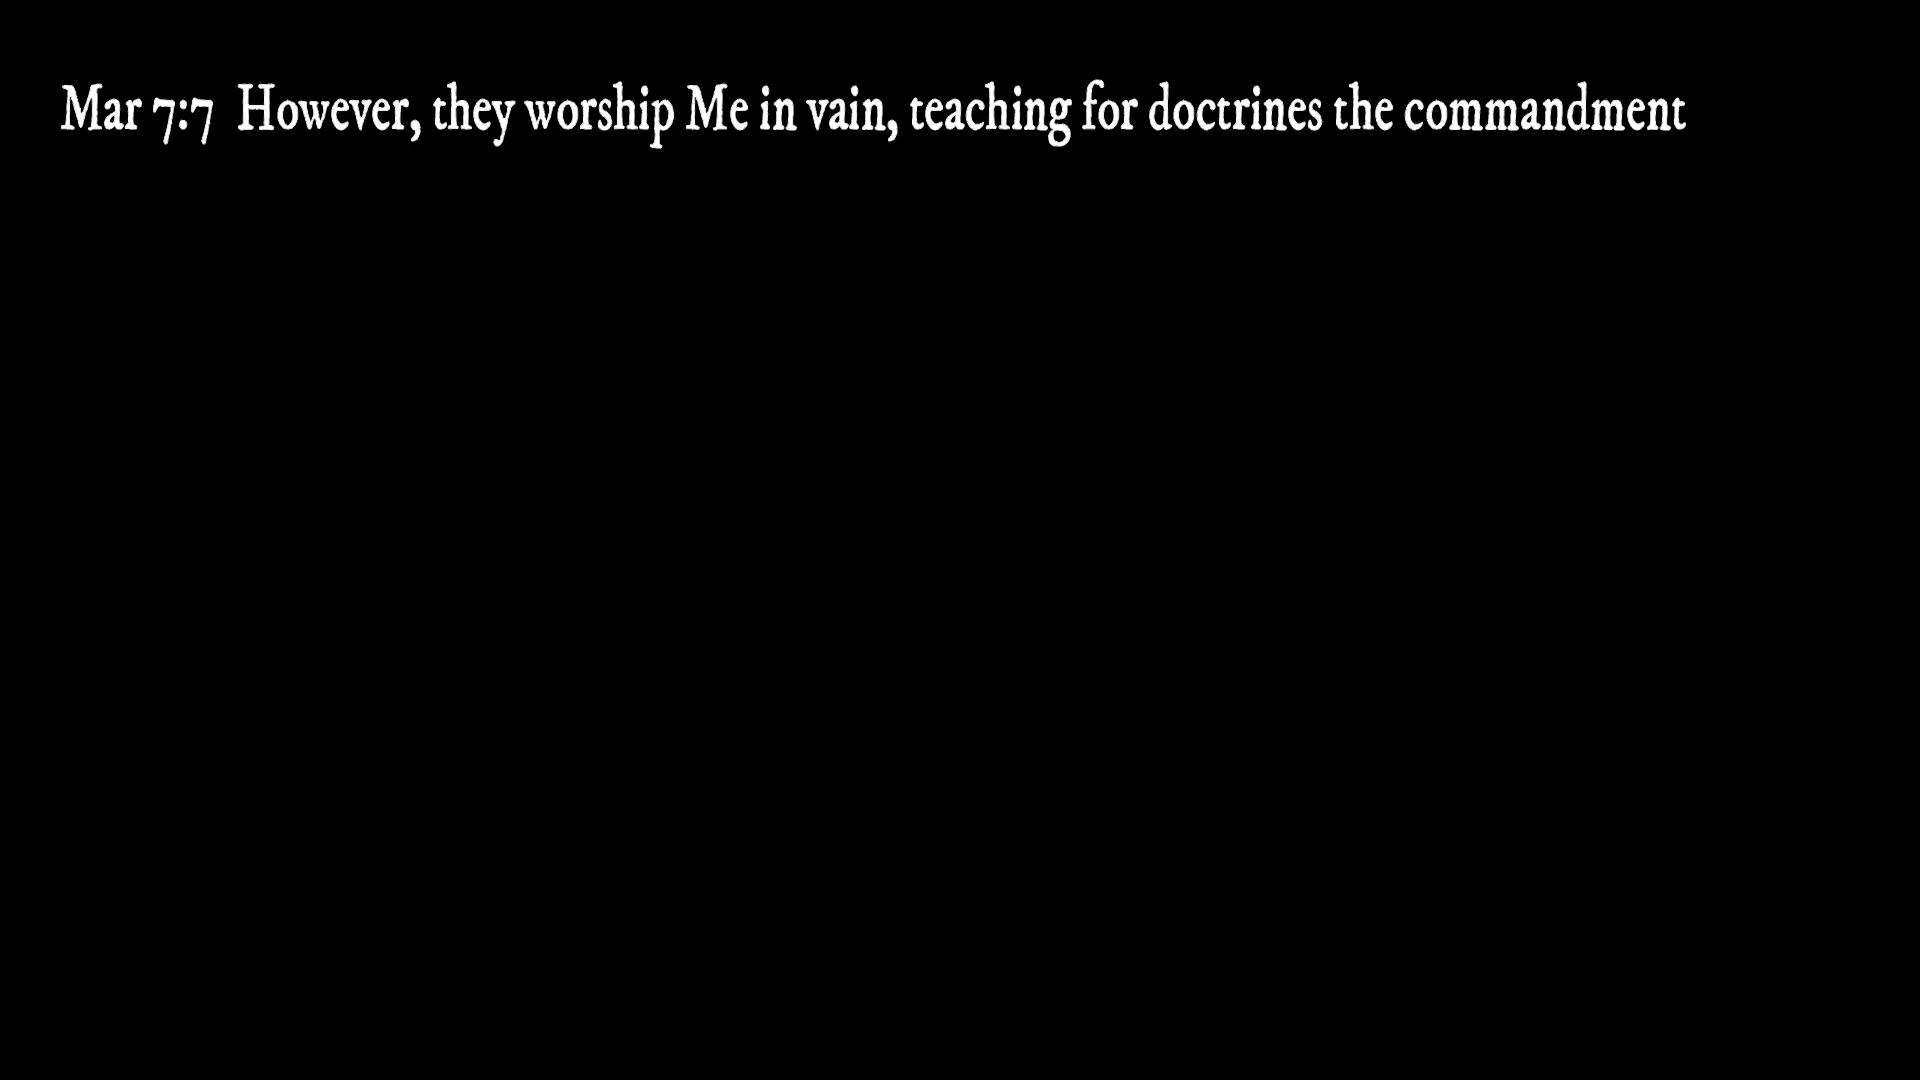 Mar 7:7  However, they worship Me in vain, teaching for doctrines the commandment